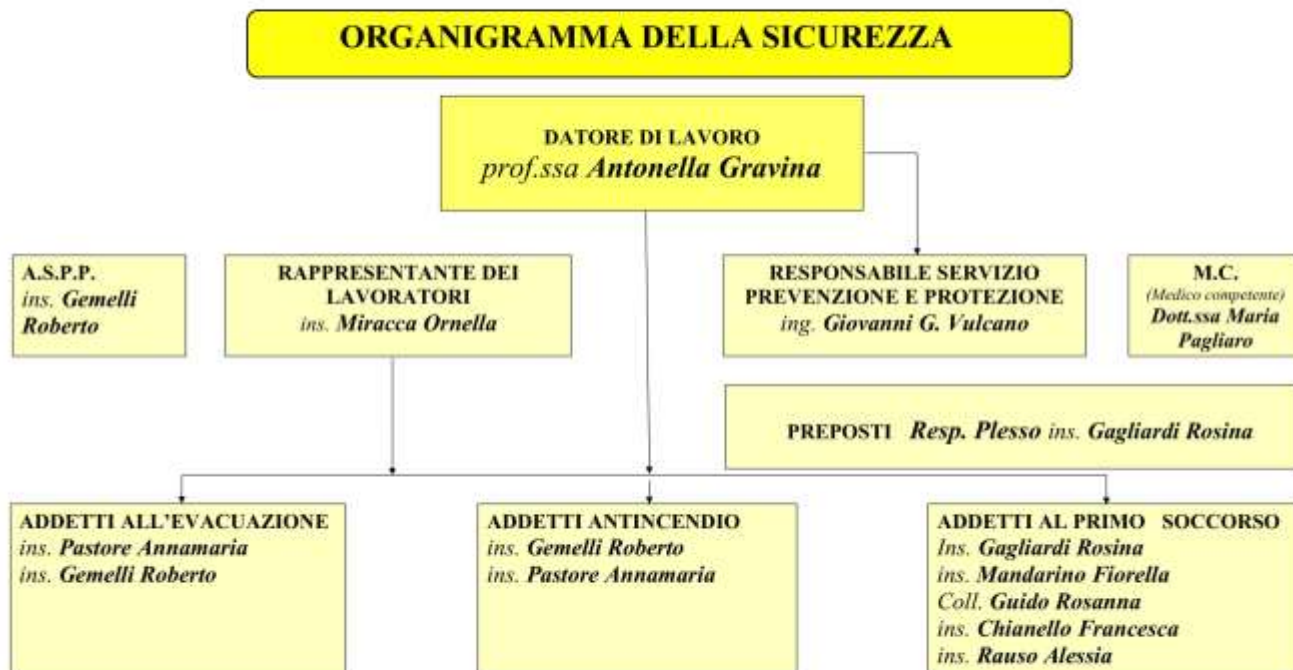 ORGANIGRAMMA DELLA SICUREZZA
DATORE DI LAVORO
prof.ssa Antonella Gravina
A.S.P.P.
ins. Gemelli
Roberto
RAPPRESENTANTE DEI
LAVORATORI
ins. Miracca Ornella
RESPONSABILE SERVIZIO
PREVENZIONE E PROTEZIONE
ing. Giovanni G. Vulcano
M.C.
(Medico competente)
Dott.ssa Maria
Pagliaro
PREPOSTI Resp. Plesso ins. Gagliardi Rosina
ADDETTI ALL'EVACUAZIONE
ins. Pastore Annamaria
ins. Gemelli Roberto
ADDETTI ANTINCENDIO
ins. Gemelli Roberto
ins. Pastore Annamaria
ADDETTI AL PRIMO SOCCORSO
Ins. Gagliardi Rosina
ins. Mandarino Fiorella
Coll. Guido Rosanna
ins. Chianello Francesca
ins. Rauso Alessia